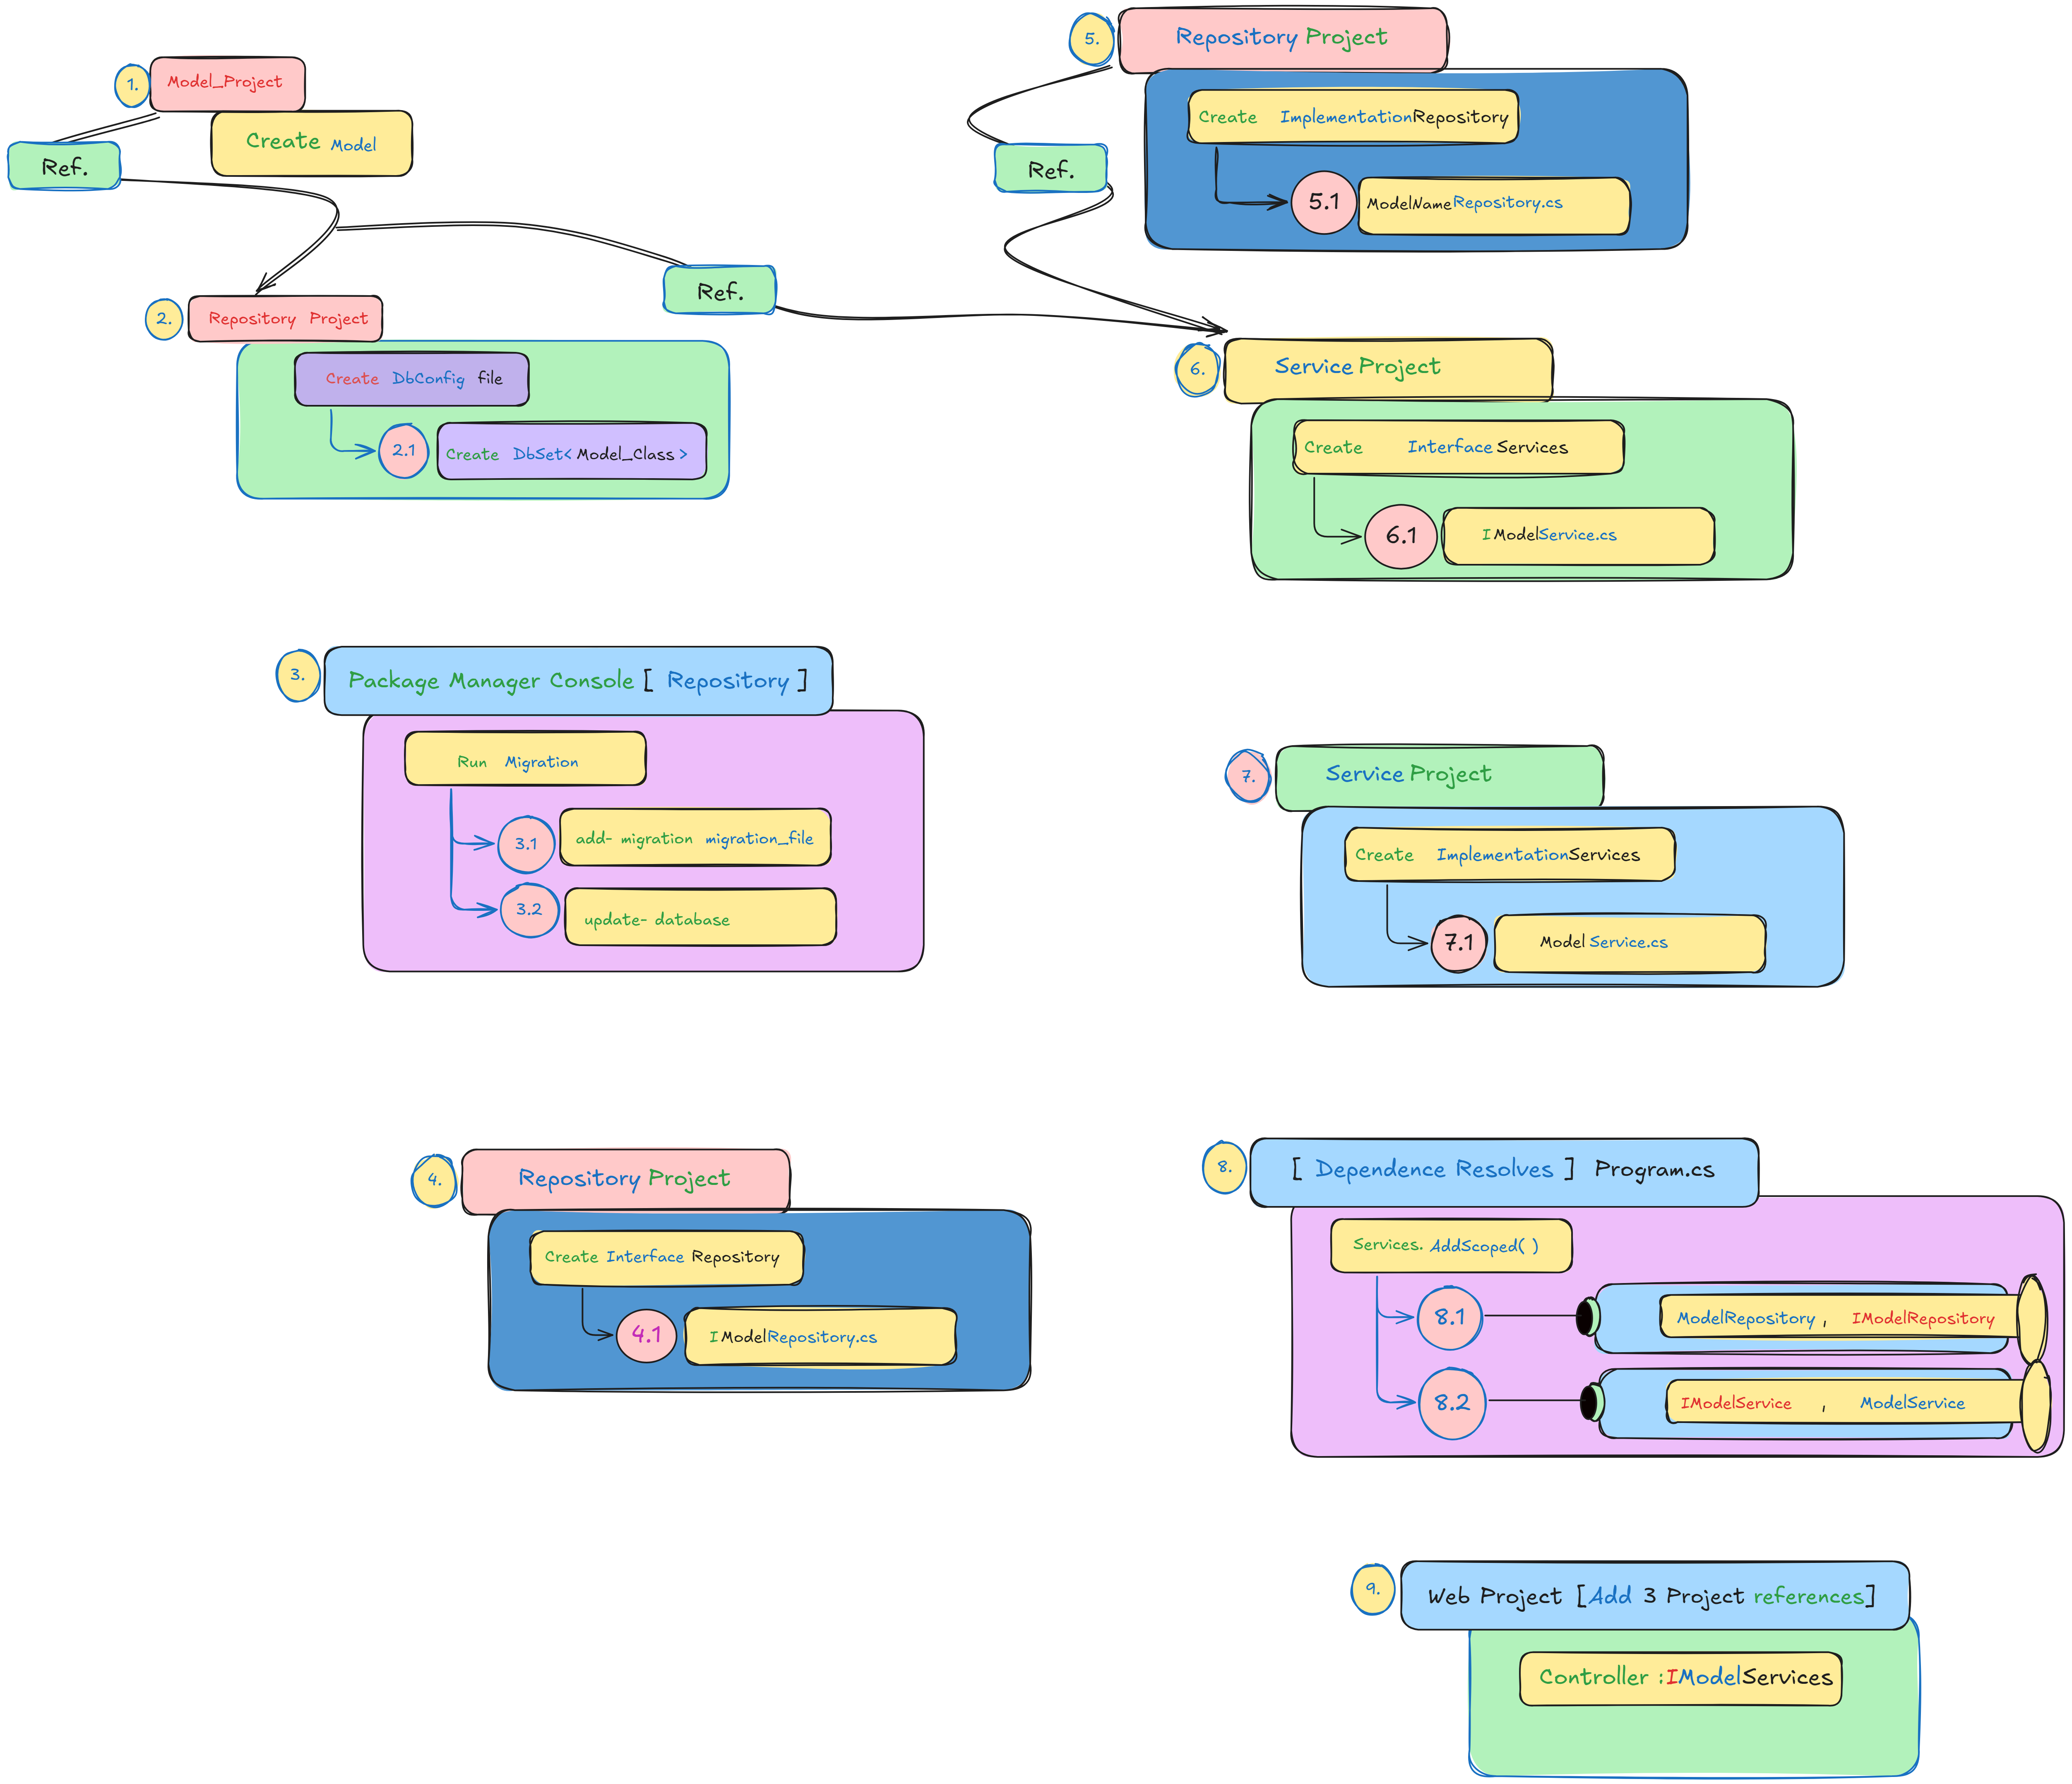 1. Model_Project
Create Model
Ref.
Ref.
2. Repository Project
Create DbConfig file
2.1 Create DbSet< Model_Class >
3. Package Manager Console [ Repository ]
Run Migration
3.1 add- migration migration_file
3.2 update- database
4. Repository Project
Create Interface Repository
4.1 IModelRepository.cs
5. Repository Project
Create ImplementationRepository
5.1 ModelNameRepository.cs
Ref.
6. Service Project
Create Interface Services
6.1 IModelService.cs
7. Service Project
Create ImplementationServices
7.1 Model Service.cs
8. [ Dependence Resolves ] Program.cs
Services. AddScoped( )
8.1 ModelRepository , IModelRepository
8.2 IModelService , ModelService
9. Web Project [Add 3 Project references]
Controller :IModelServices